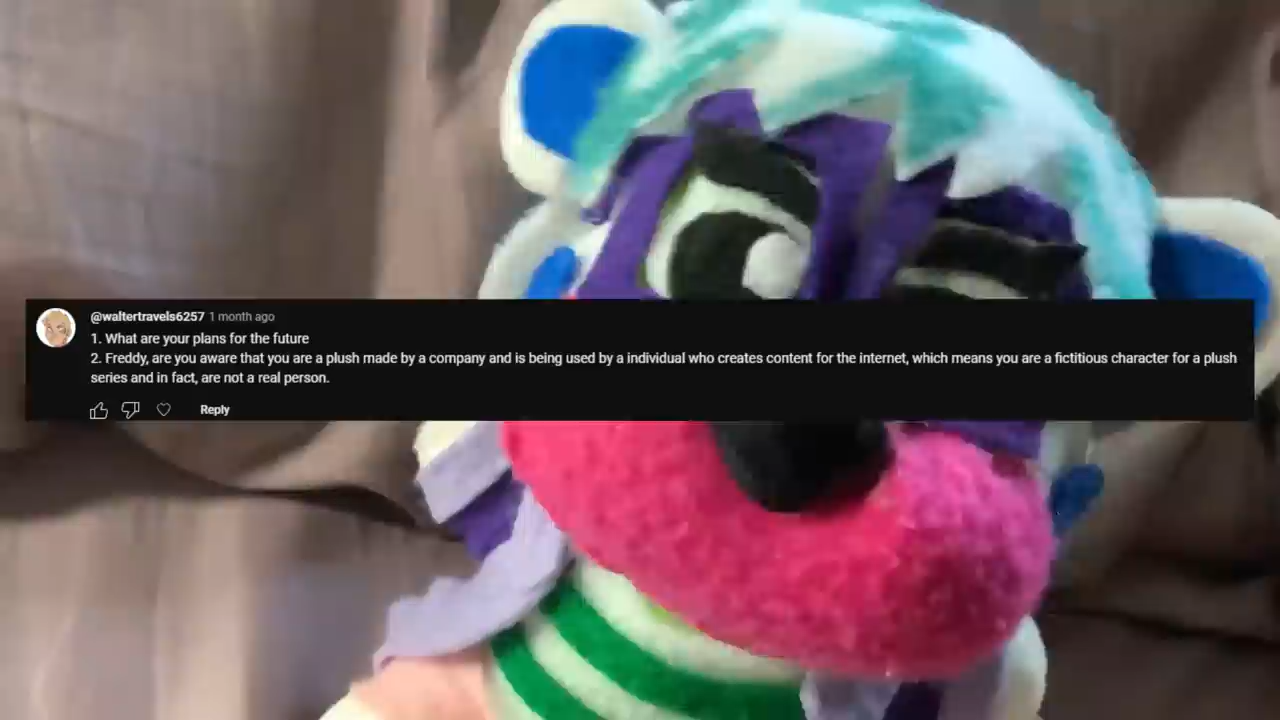 @waltertravels6257 1 month ago
1. What are your plans for the future
2. Freddy, are you aware that you are a plush made by a company and is being used by a individual who creates content for the internet, which means you are a fictitious character for a plush
series and in fact, are not a real person.
Reply